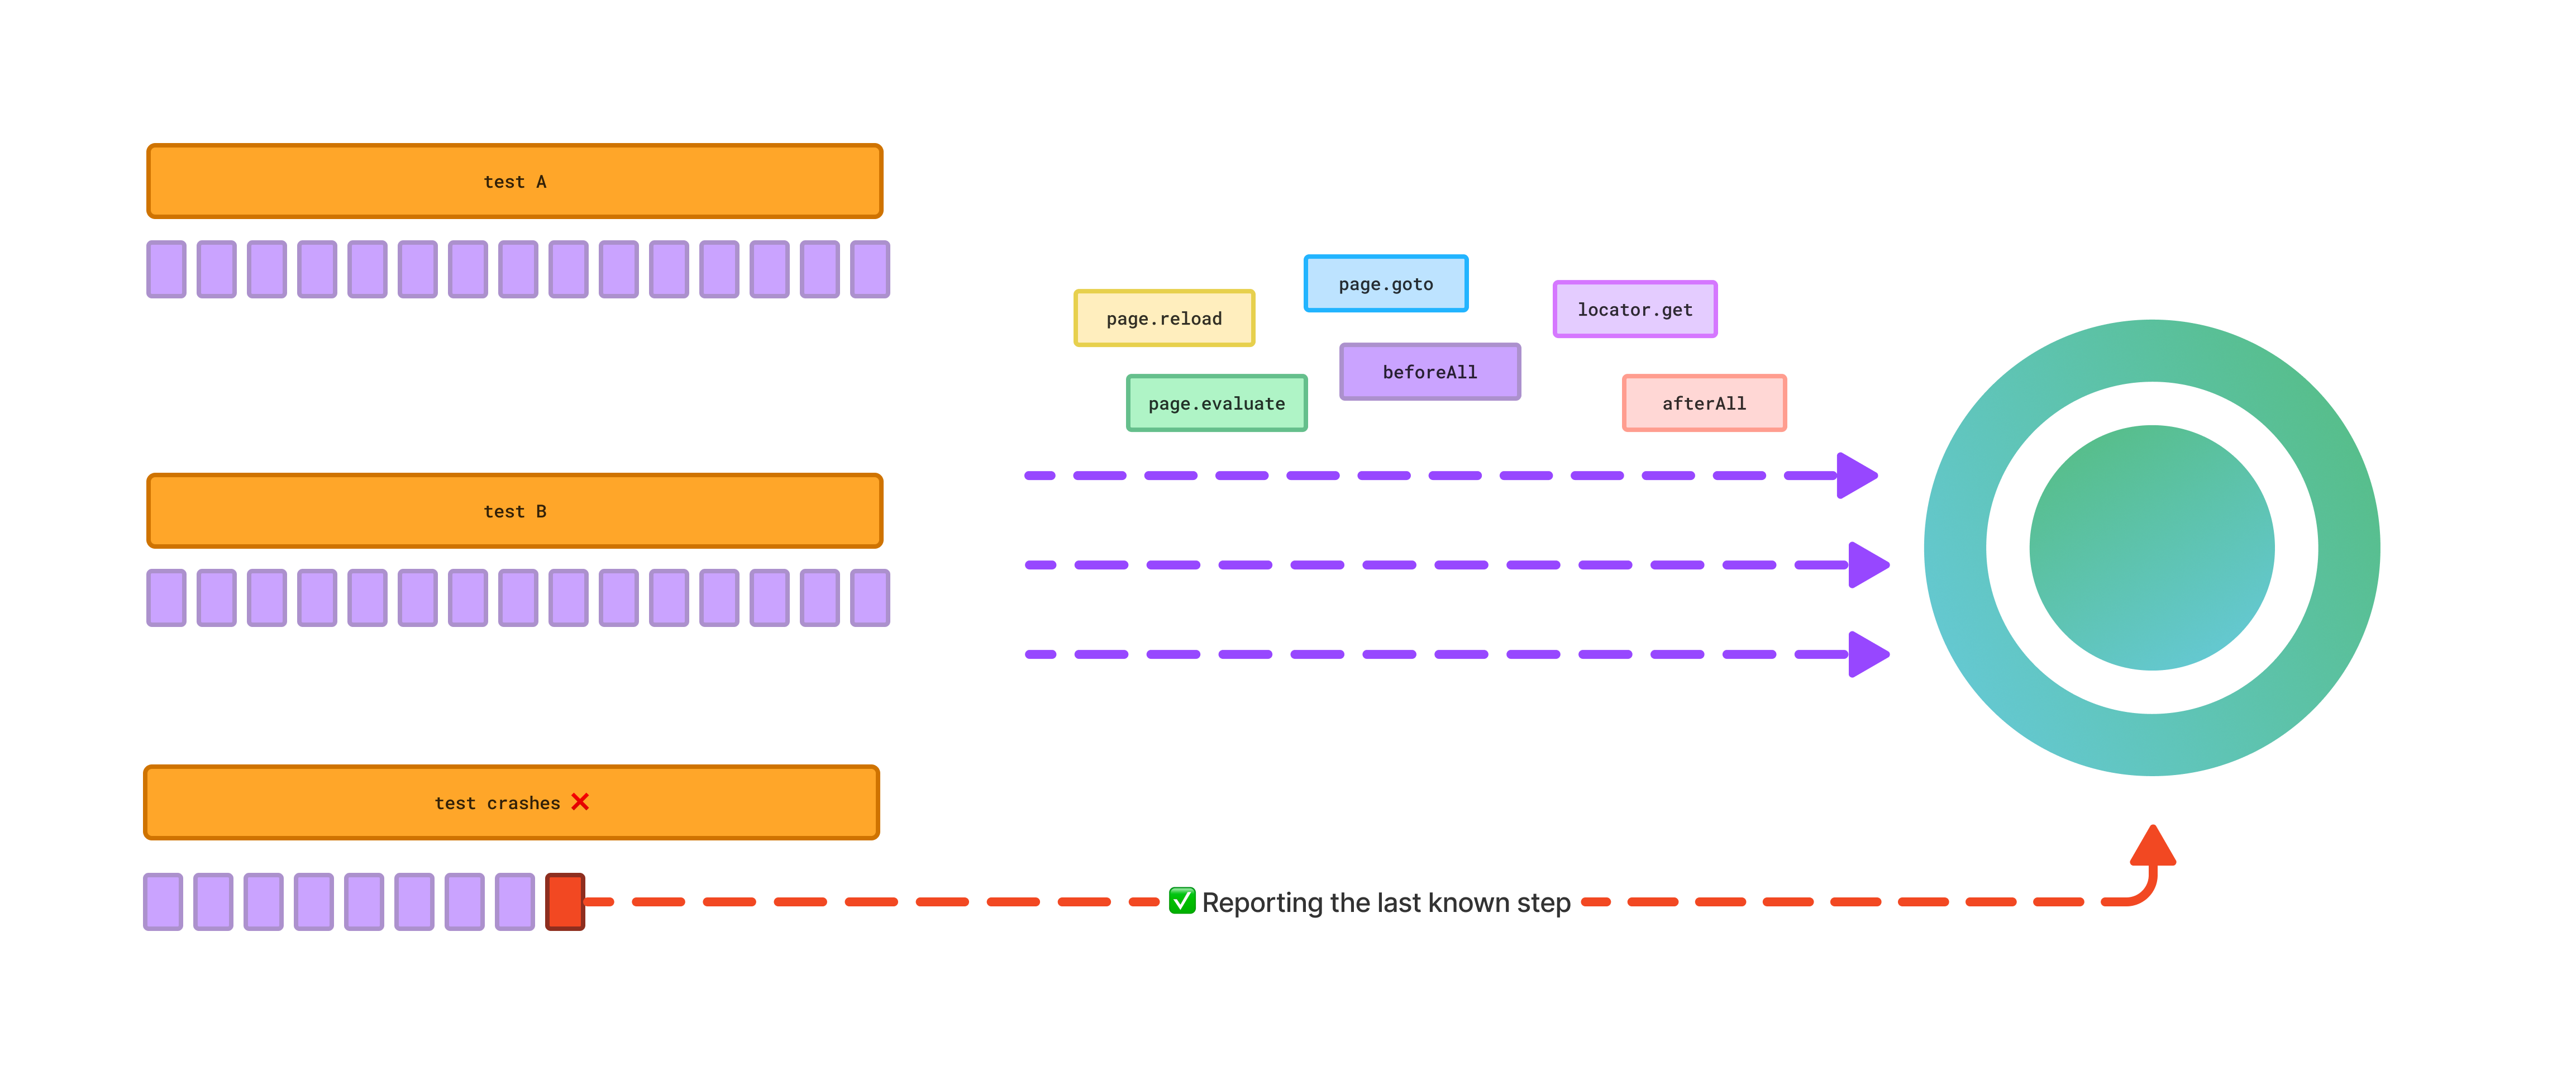 test A
page.goto
locator.get
page.reload
beforeAll
page.evaluate
afterAll
test B
test crashes ❌
✅ Reporting the last known step